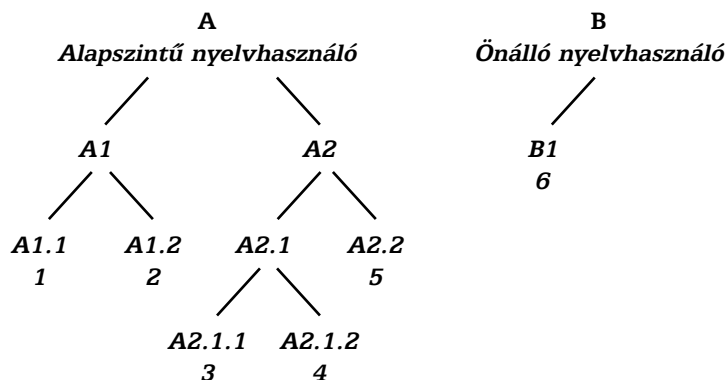 A B
Alapszintű nyelvhasználó Önálló nyelvhasználó
A1 A2 B1
6
A1.1 A1.2 A2.1 A2.2
1 2 5
A2.1.1 A2.1.2
3 4